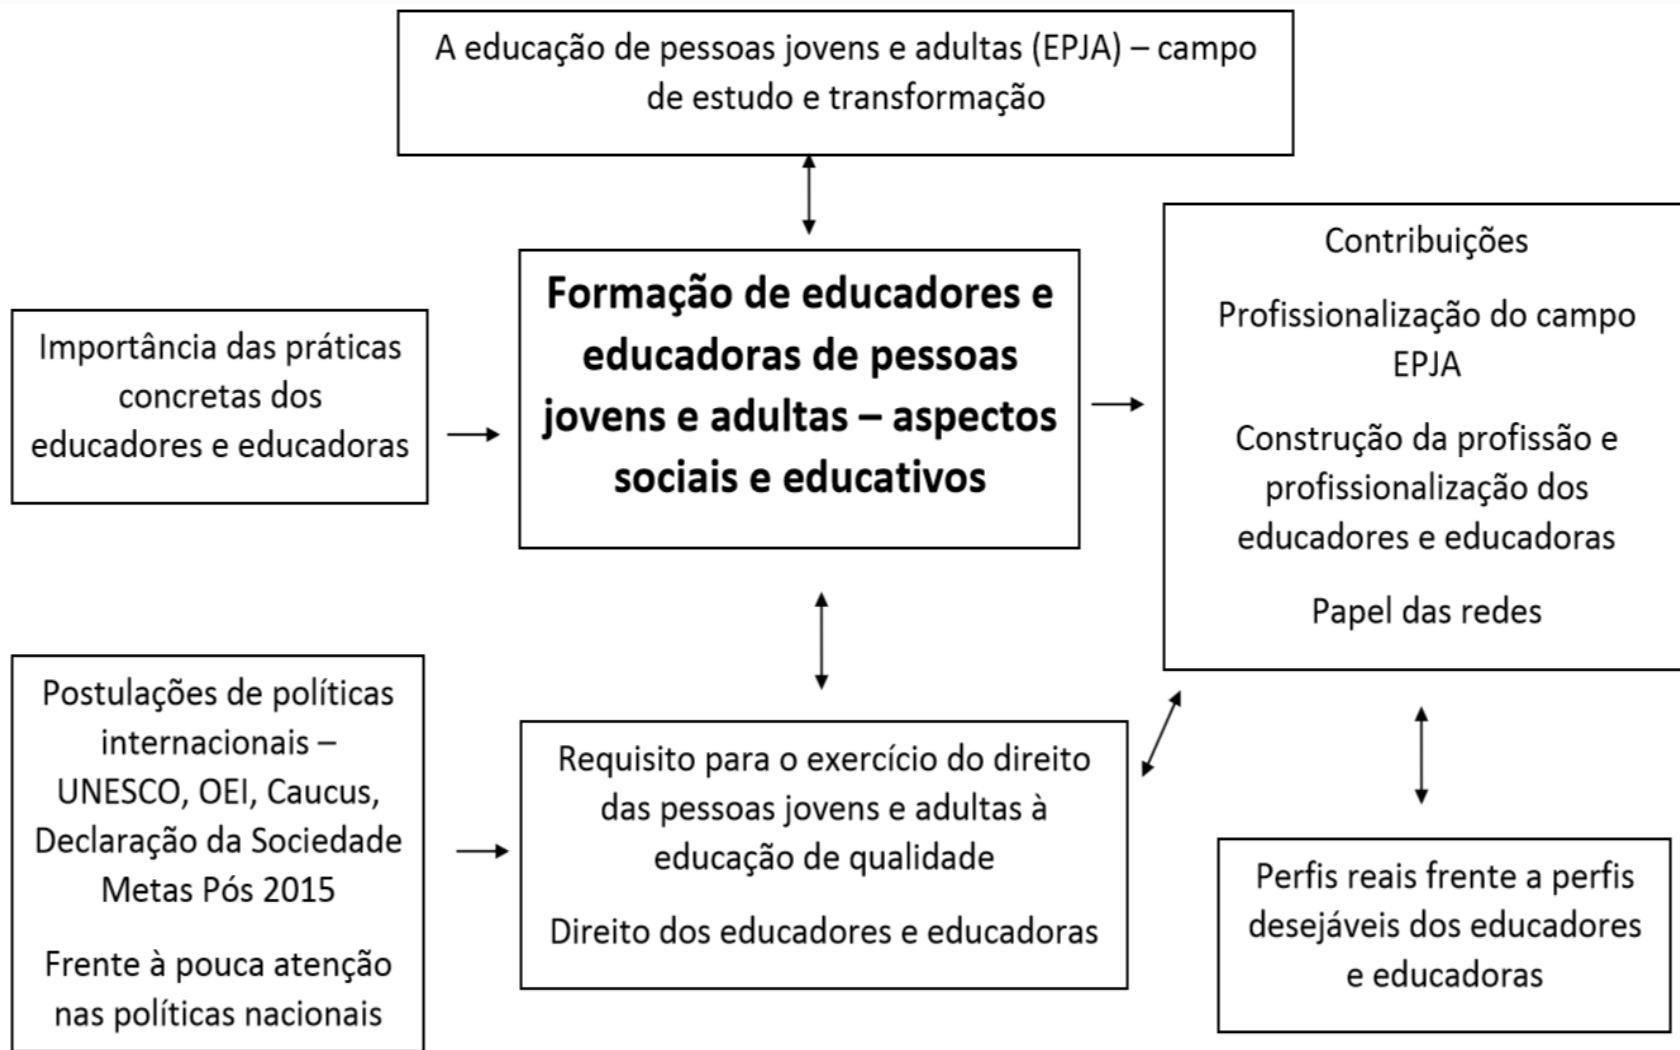 A educação de pessoas jovens e adultas (EPJA) – campo
de estudo e transformação
Importância das práticas
concretas dos
educadores e educadoras
Formação de educadores e
educadoras de pessoas
jovens e adultas – aspectos
sociais e educativos
Contribuições
Profissionalização do campo
EPJA
Construção da profissão e
profissionalização dos
educadores e educadoras
Papel das redes
Postulações de políticas
internacionais –
UNESCO, OEI, Caucus,
Declaração da Sociedade
Metas Pós 2015
Frente à pouca atenção
nas políticas nacionais
Requisito para o exercício do direito
das pessoas jovens e adultas à
educação de qualidade
Direito dos educadores e educadoras
Perfis reais frente a perfis
desejáveis dos educadores
e educadoras